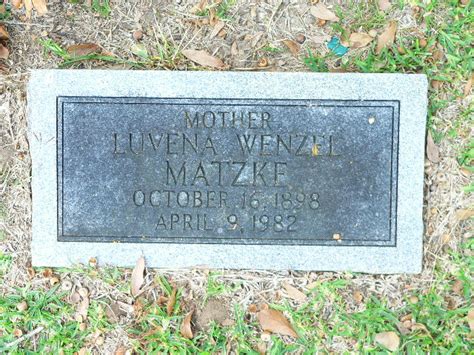 MOTHER
LUVENA WENZEL
MATZKE
OCTOBER 16, 1898
APRIL 9, 1982